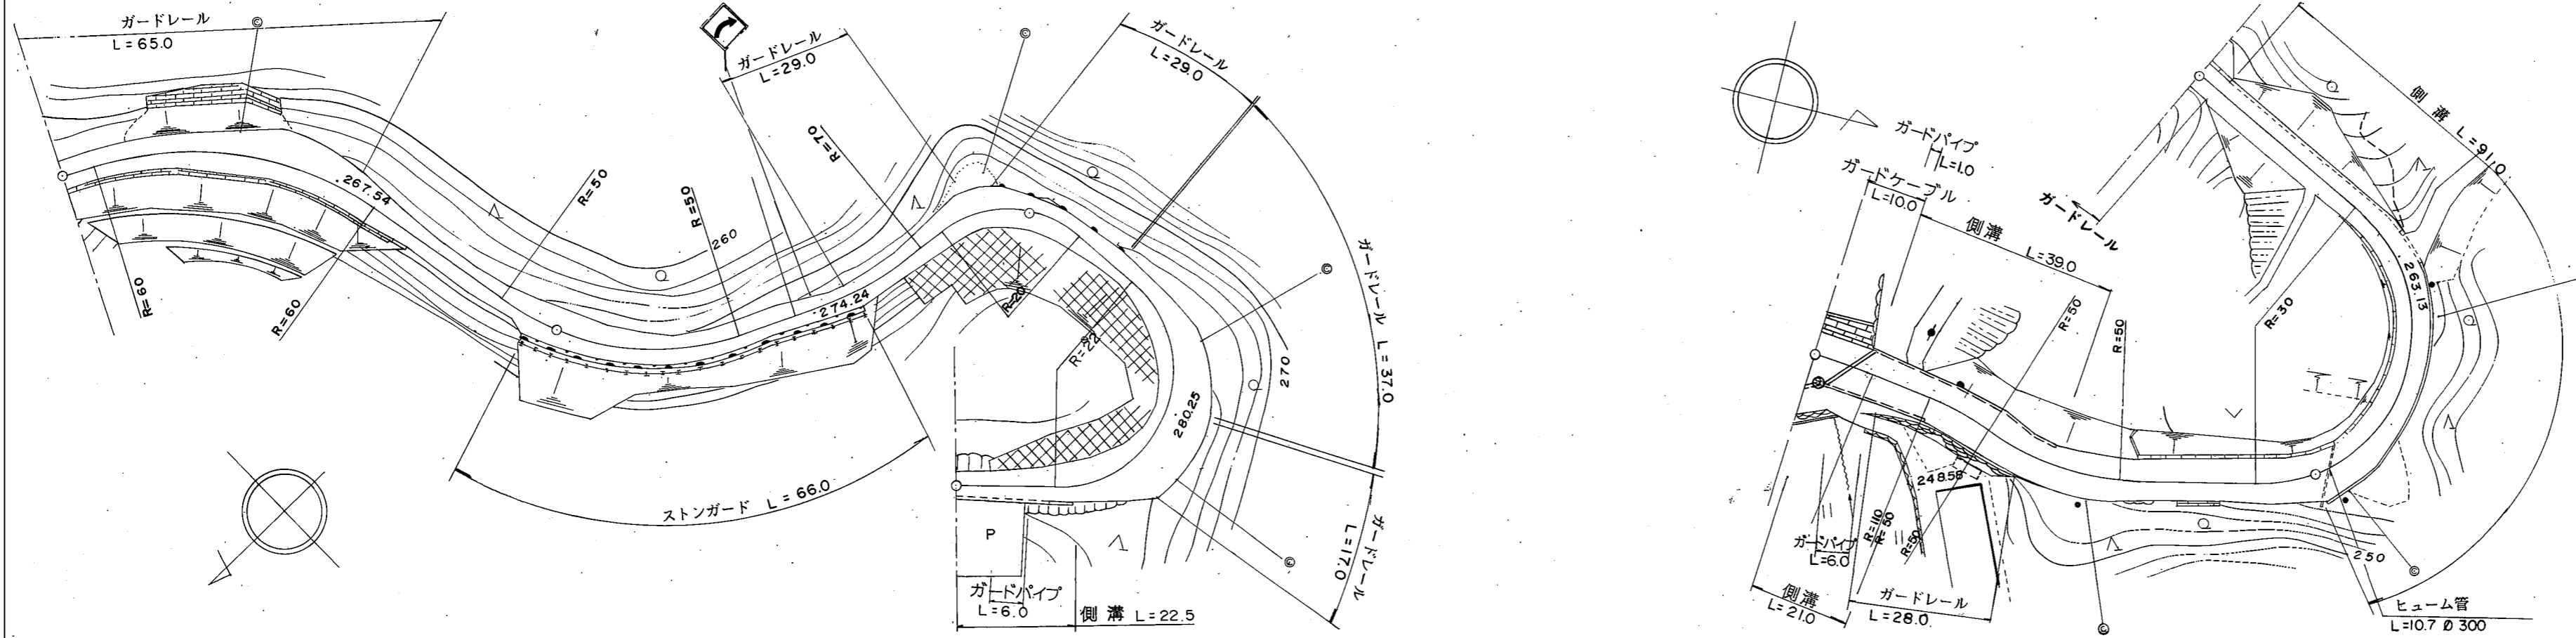 ガードレール
L=65.0
©
ガードレール
L=29.0
©
ガードレール
L=29.0
R=70
R=50
R=50
260
267.54
R=60
R=60
274.24
R=20
R=22
©
270
280.25
ガードレール L=37.0
ストンガード L=66.0
©
ガードレール
L=17.0
P
ガードパイプ
L=6.0
側溝 L=22.5
ガードパイプ
L=1.0
ガードケーブル
L=10.0
側溝
L=39.0
ガードレール
側溝 L=91.0
263.13
R=50
R=50
R=30
248.58
R=110
R=50
R=50
ガードパイプ
L=6.0
側溝
L=21.0
ガードレール
L=28.0
©
250
©
ヒューム管
L=10.7 Ø300